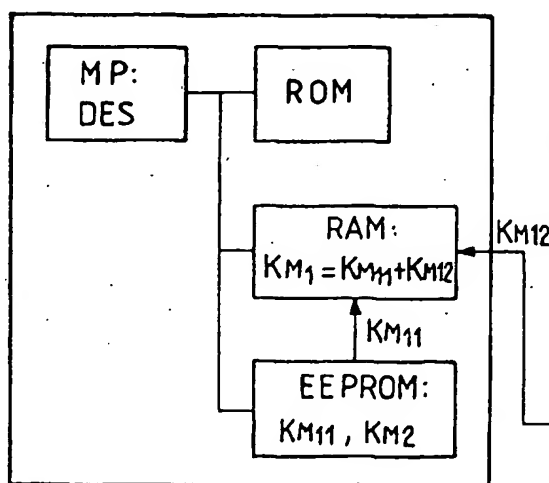 MP:
DES
ROM
RAM:
KM1 = KM11+KM12
KM12
KM11
EEPROM:
KM11, KM2